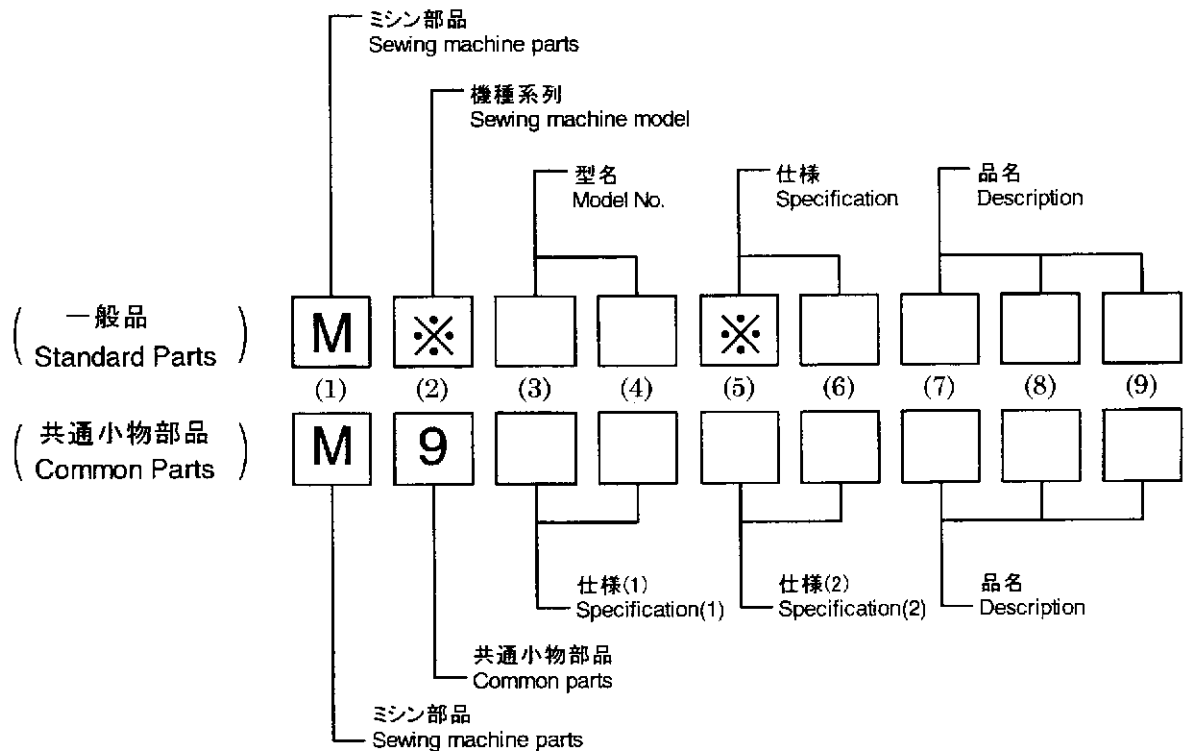 ミシン部品
Sewing machine parts
機種系列
Sewing machine model
型名
Model No.
仕様
Specification
品名
Description
一般品
( Standard Parts )
M ※ ※
(1) (2) (3) (4) (5) (6) (7) (8) (9)
共通小物部品
( Common Parts )
M 9
仕様(1)
Specification(1)
仕様(2)
Specification(2)
品名
Description
共通小物部品
Common parts
ミシン部品
Sewing machine parts